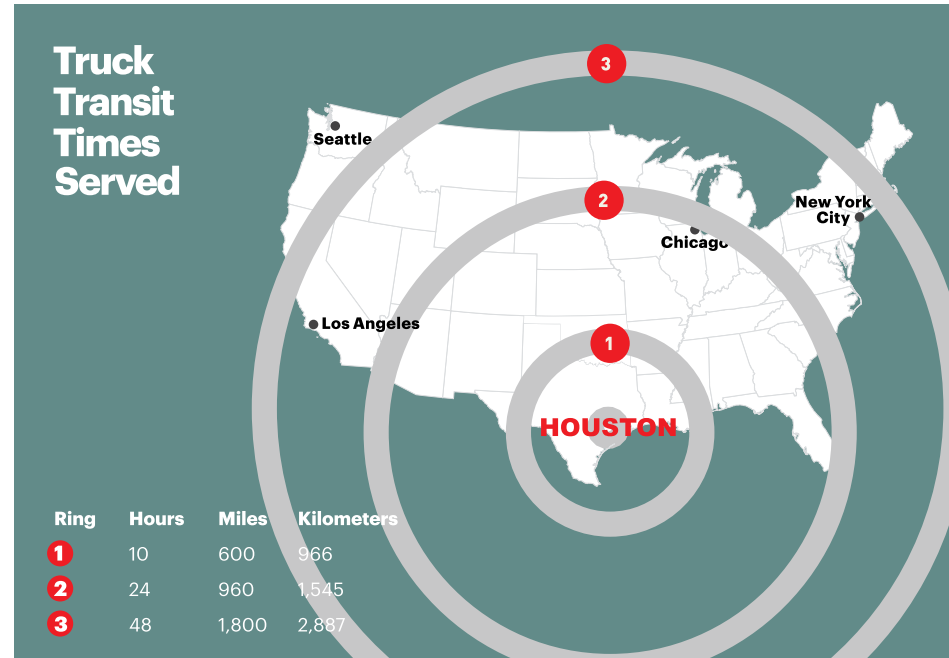 Truck
Transit
Times
Served
3
Seattle
2
New York
City
Chicago
Los Angeles
1
HOUSTON
Ring Hours Miles Kilometers
1 10 600 966
2 24 960 1,545
3 48 1,800 2,887